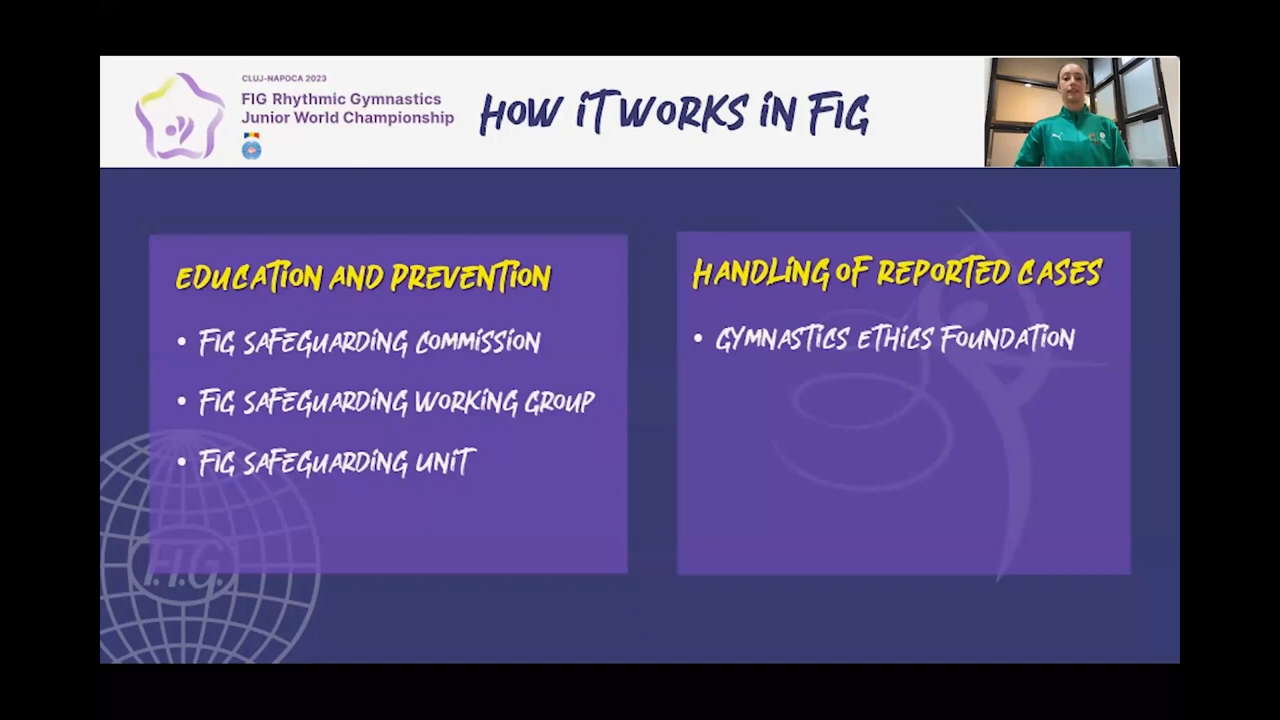 CLUJ-NAPOCA 2023
FIG Rhythmic Gymnastics
Junior World Championship
HOW IT WORKS IN FIG
EDUCATION AND PREVENTION
• FIG SAFEGUARDING COMMISSION
• FIG SAFEGUARDING WORKING GROUP
• FIG SAFEGUARDING UNIT
HANDLING OF REPORTED CASES
• GYMNASTICS ETHICS FOUNDATION
F.I.G.